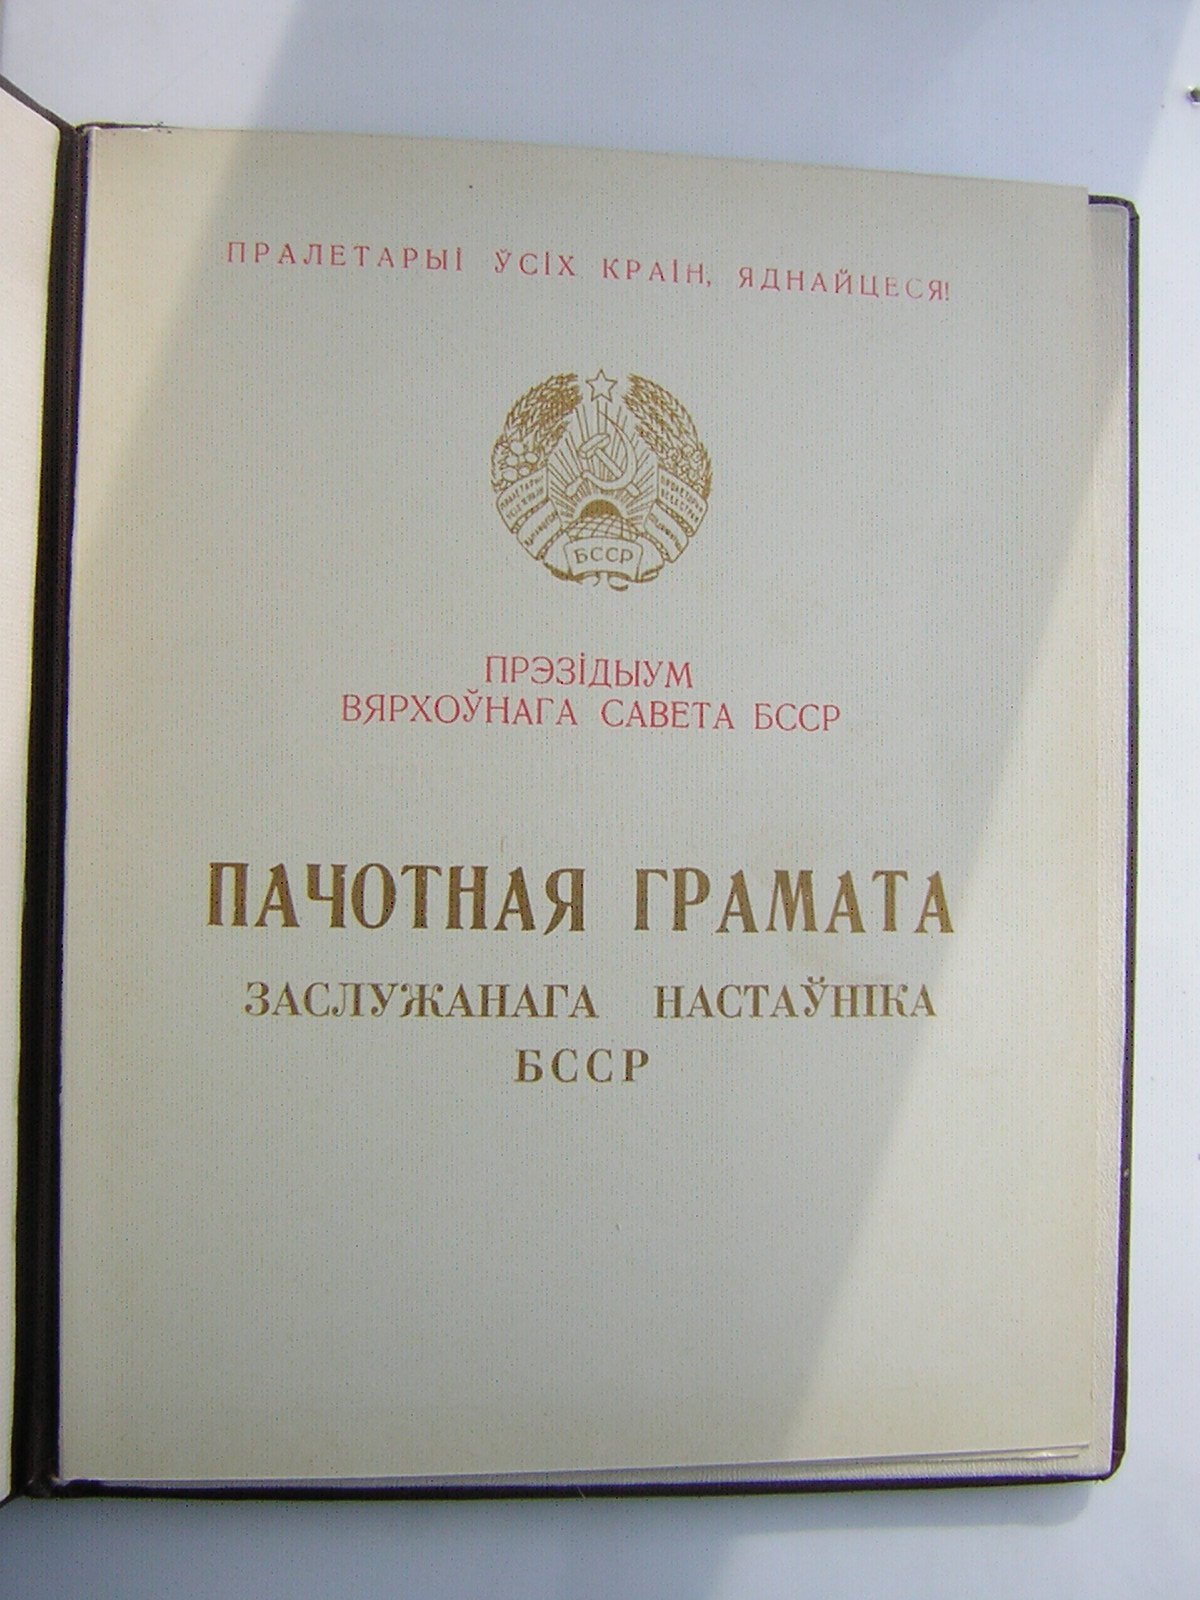 ПРАЛЕТАРЫІ ЎСІХ КРАІН, ЯДНАЙЦЕСЯ!
БССР
ПРЭЗІДЫУМ
ВЯРХОЎНАГА САВЕТА БССР
ПАЧОТНАЯ ГРАМАТА
ЗАСЛУЖАНАГА НАСТАЎНІКА
БССР